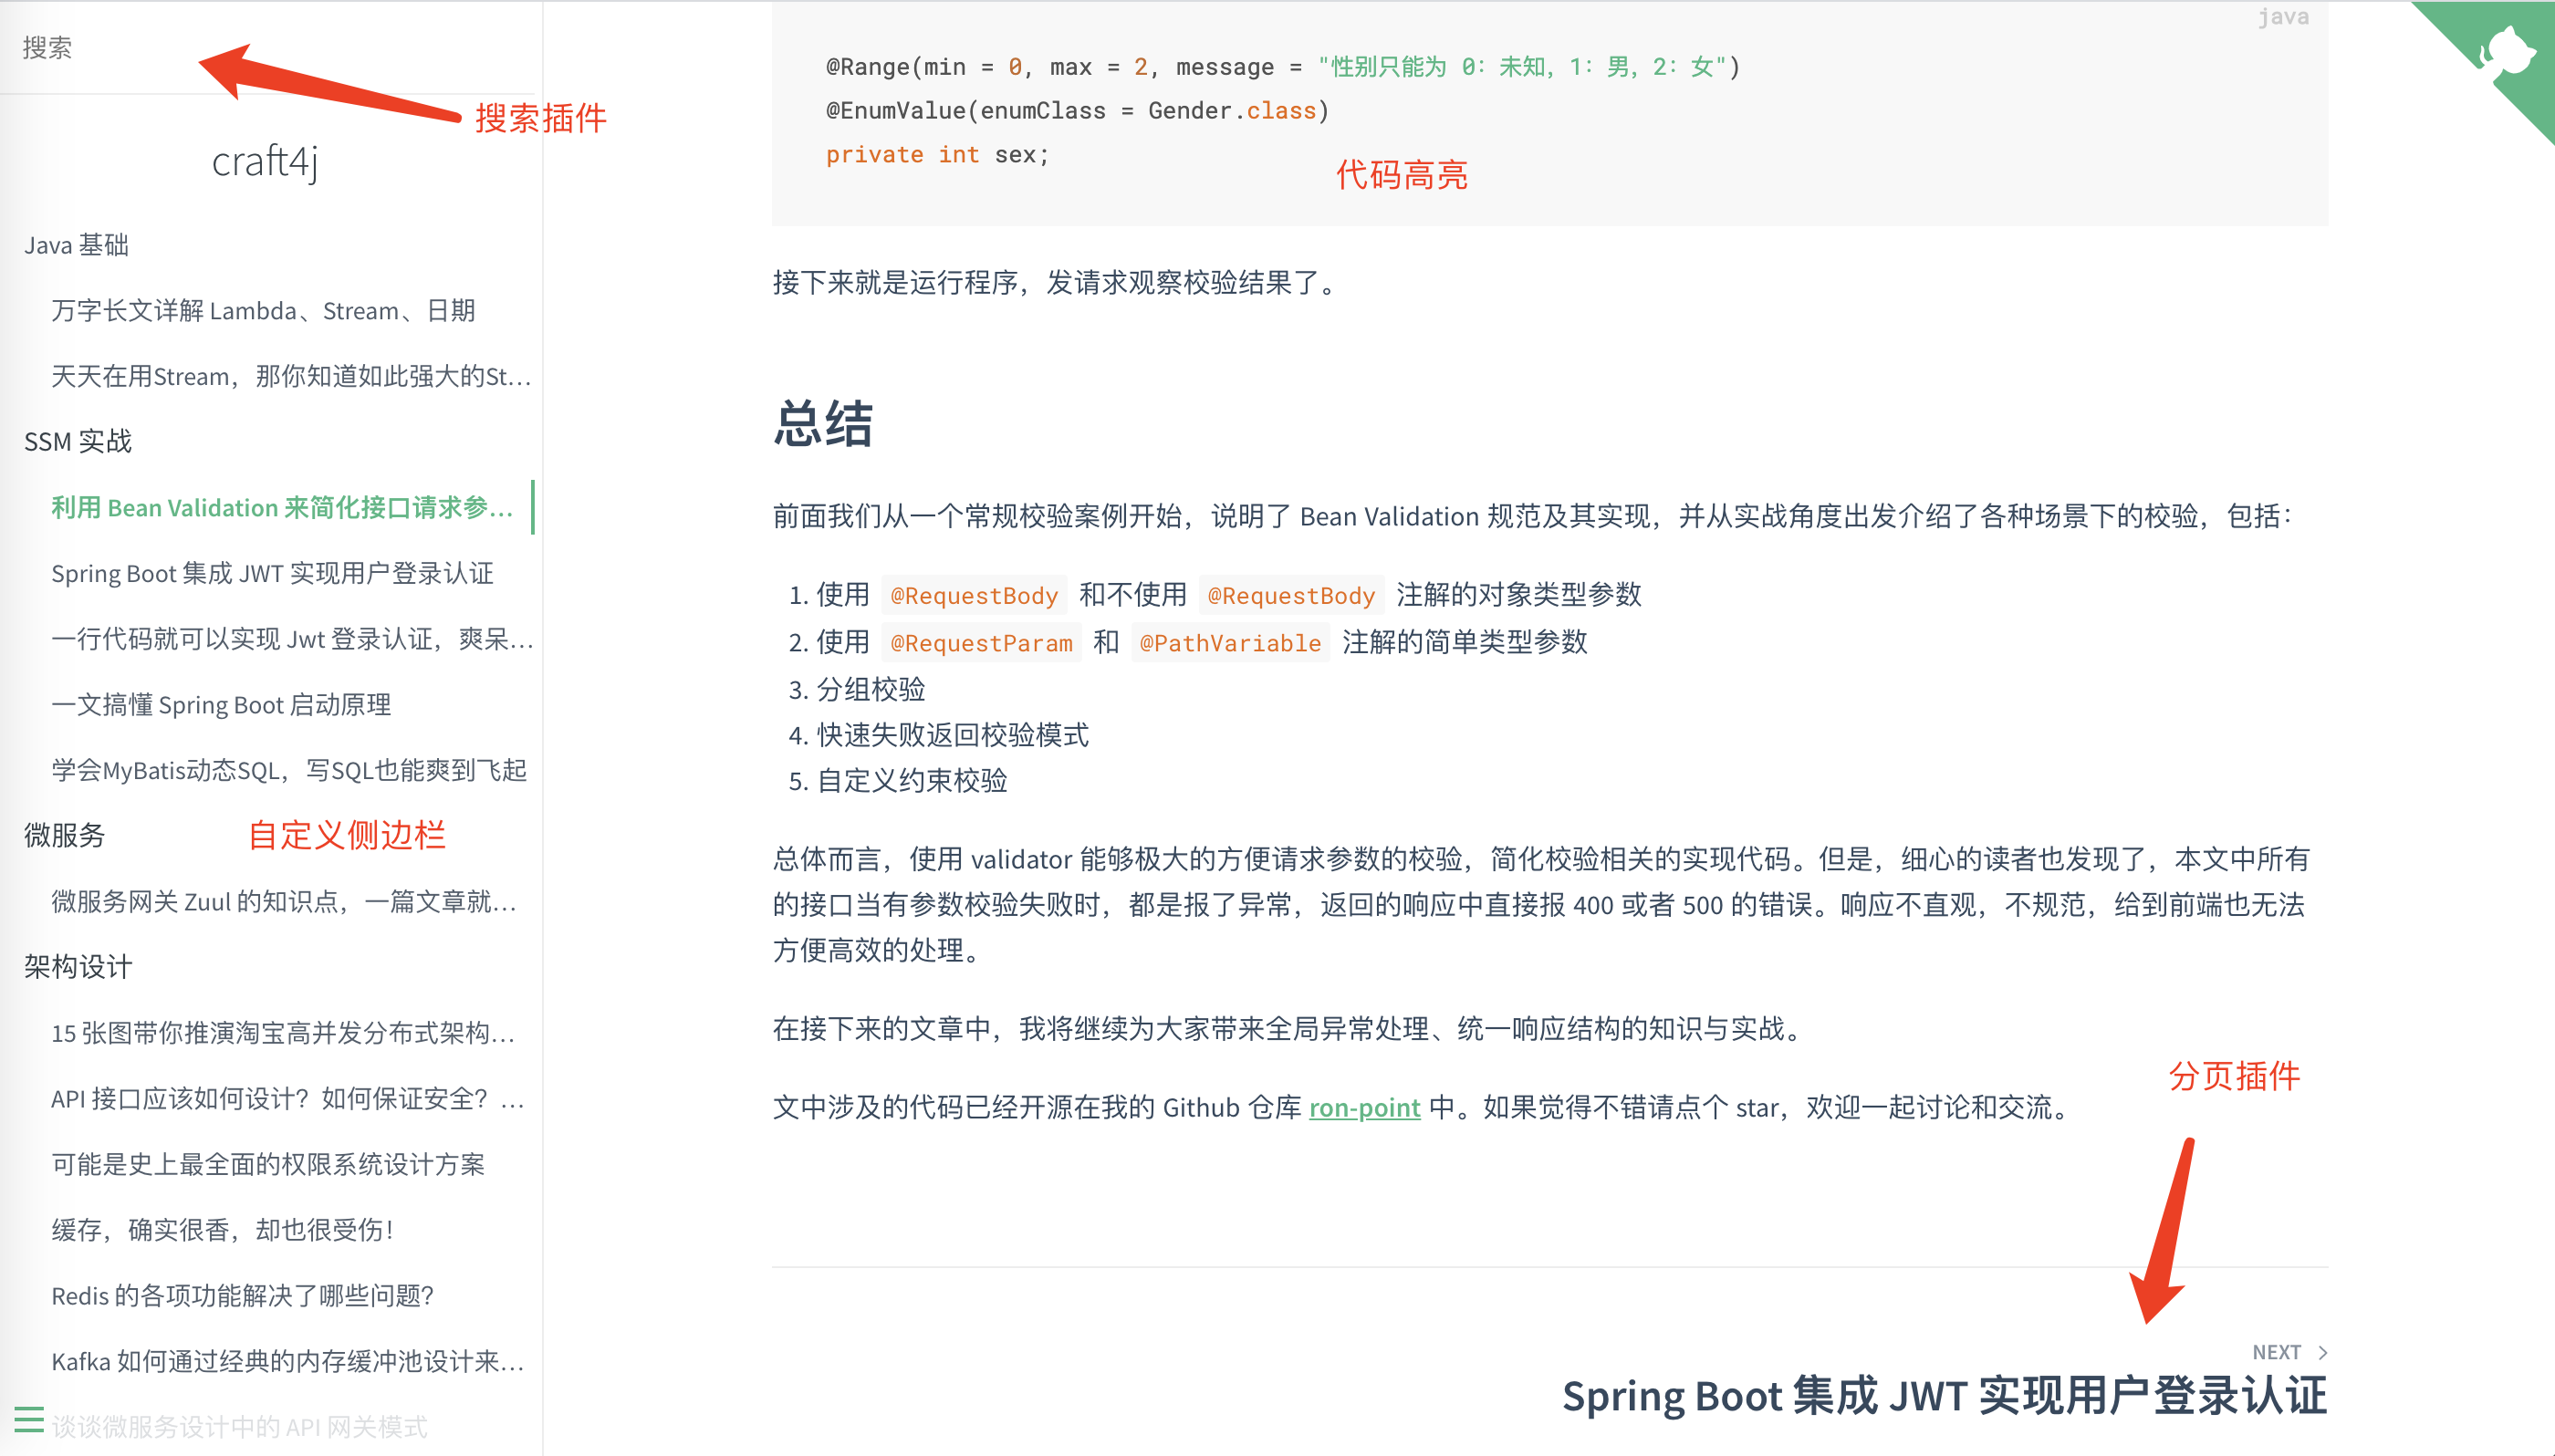 搜索
搜索插件
craft4j
Java 基础
万字长文详解 Lambda、Stream、日期
天天在用Stream，那你知道如此强大的St...
SSM 实战
利用 Bean Validation 来简化接口请求参...
Spring Boot 集成 JWT 实现用户登录认证
一行代码就可以实现 Jwt 登录认证，爽呆...
一文搞懂 Spring Boot 启动原理
学会MyBatis动态SQL，写SQL也能爽到飞起
微服务
自定义侧边栏
微服务网关 Zuul 的知识点，一篇文章就...
架构设计
15 张图带你推演淘宝高并发分布式架构...
API 接口应该如何设计？如何保证安全？...
可能是史上最全面的权限系统设计方案
缓存，确实很香，却也很受伤！
Redis 的各项功能解决了哪些问题？
Kafka 如何通过经典的内存缓冲池设计来...
谈谈微服务设计中的 API 网关模式
java
@Range(min = 0, max = 2, message = "性别只能为 0：未知，1：男，2：女")
@EnumValue(enumClass = Gender.class)
private int sex;
代码高亮
接下来就是运行程序，发请求观察校验结果了。
总结
前面我们从一个常规校验案例开始，说明了 Bean Validation 规范及其实现，并从实战角度出发介绍了各种场景下的校验，包括：
1. 使用 @RequestBody 和不使用 @RequestBody 注解的对象类型参数
2. 使用 @RequestParam 和 @PathVariable 注解的简单类型参数
3. 分组校验
4. 快速失败返回校验模式
5. 自定义约束校验
总体而言，使用 validator 能够极大的方便请求参数的校验，简化校验相关的实现代码。但是，细心的读者也发现了，本文中所有
的接口当有参数校验失败时，都是报了异常，返回的响应中直接报 400 或者 500 的错误。响应不直观，不规范，给到前端也无法
方便高效的处理。
在接下来的文章中，我将继续为大家带来全局异常处理、统一响应结构的知识与实战。
分页插件
文中涉及的代码已经开源在我的 Github 仓库 ron-point 中。如果觉得不错请点个 star，欢迎一起讨论和交流。
NEXT
Spring Boot 集成 JWT 实现用户登录认证